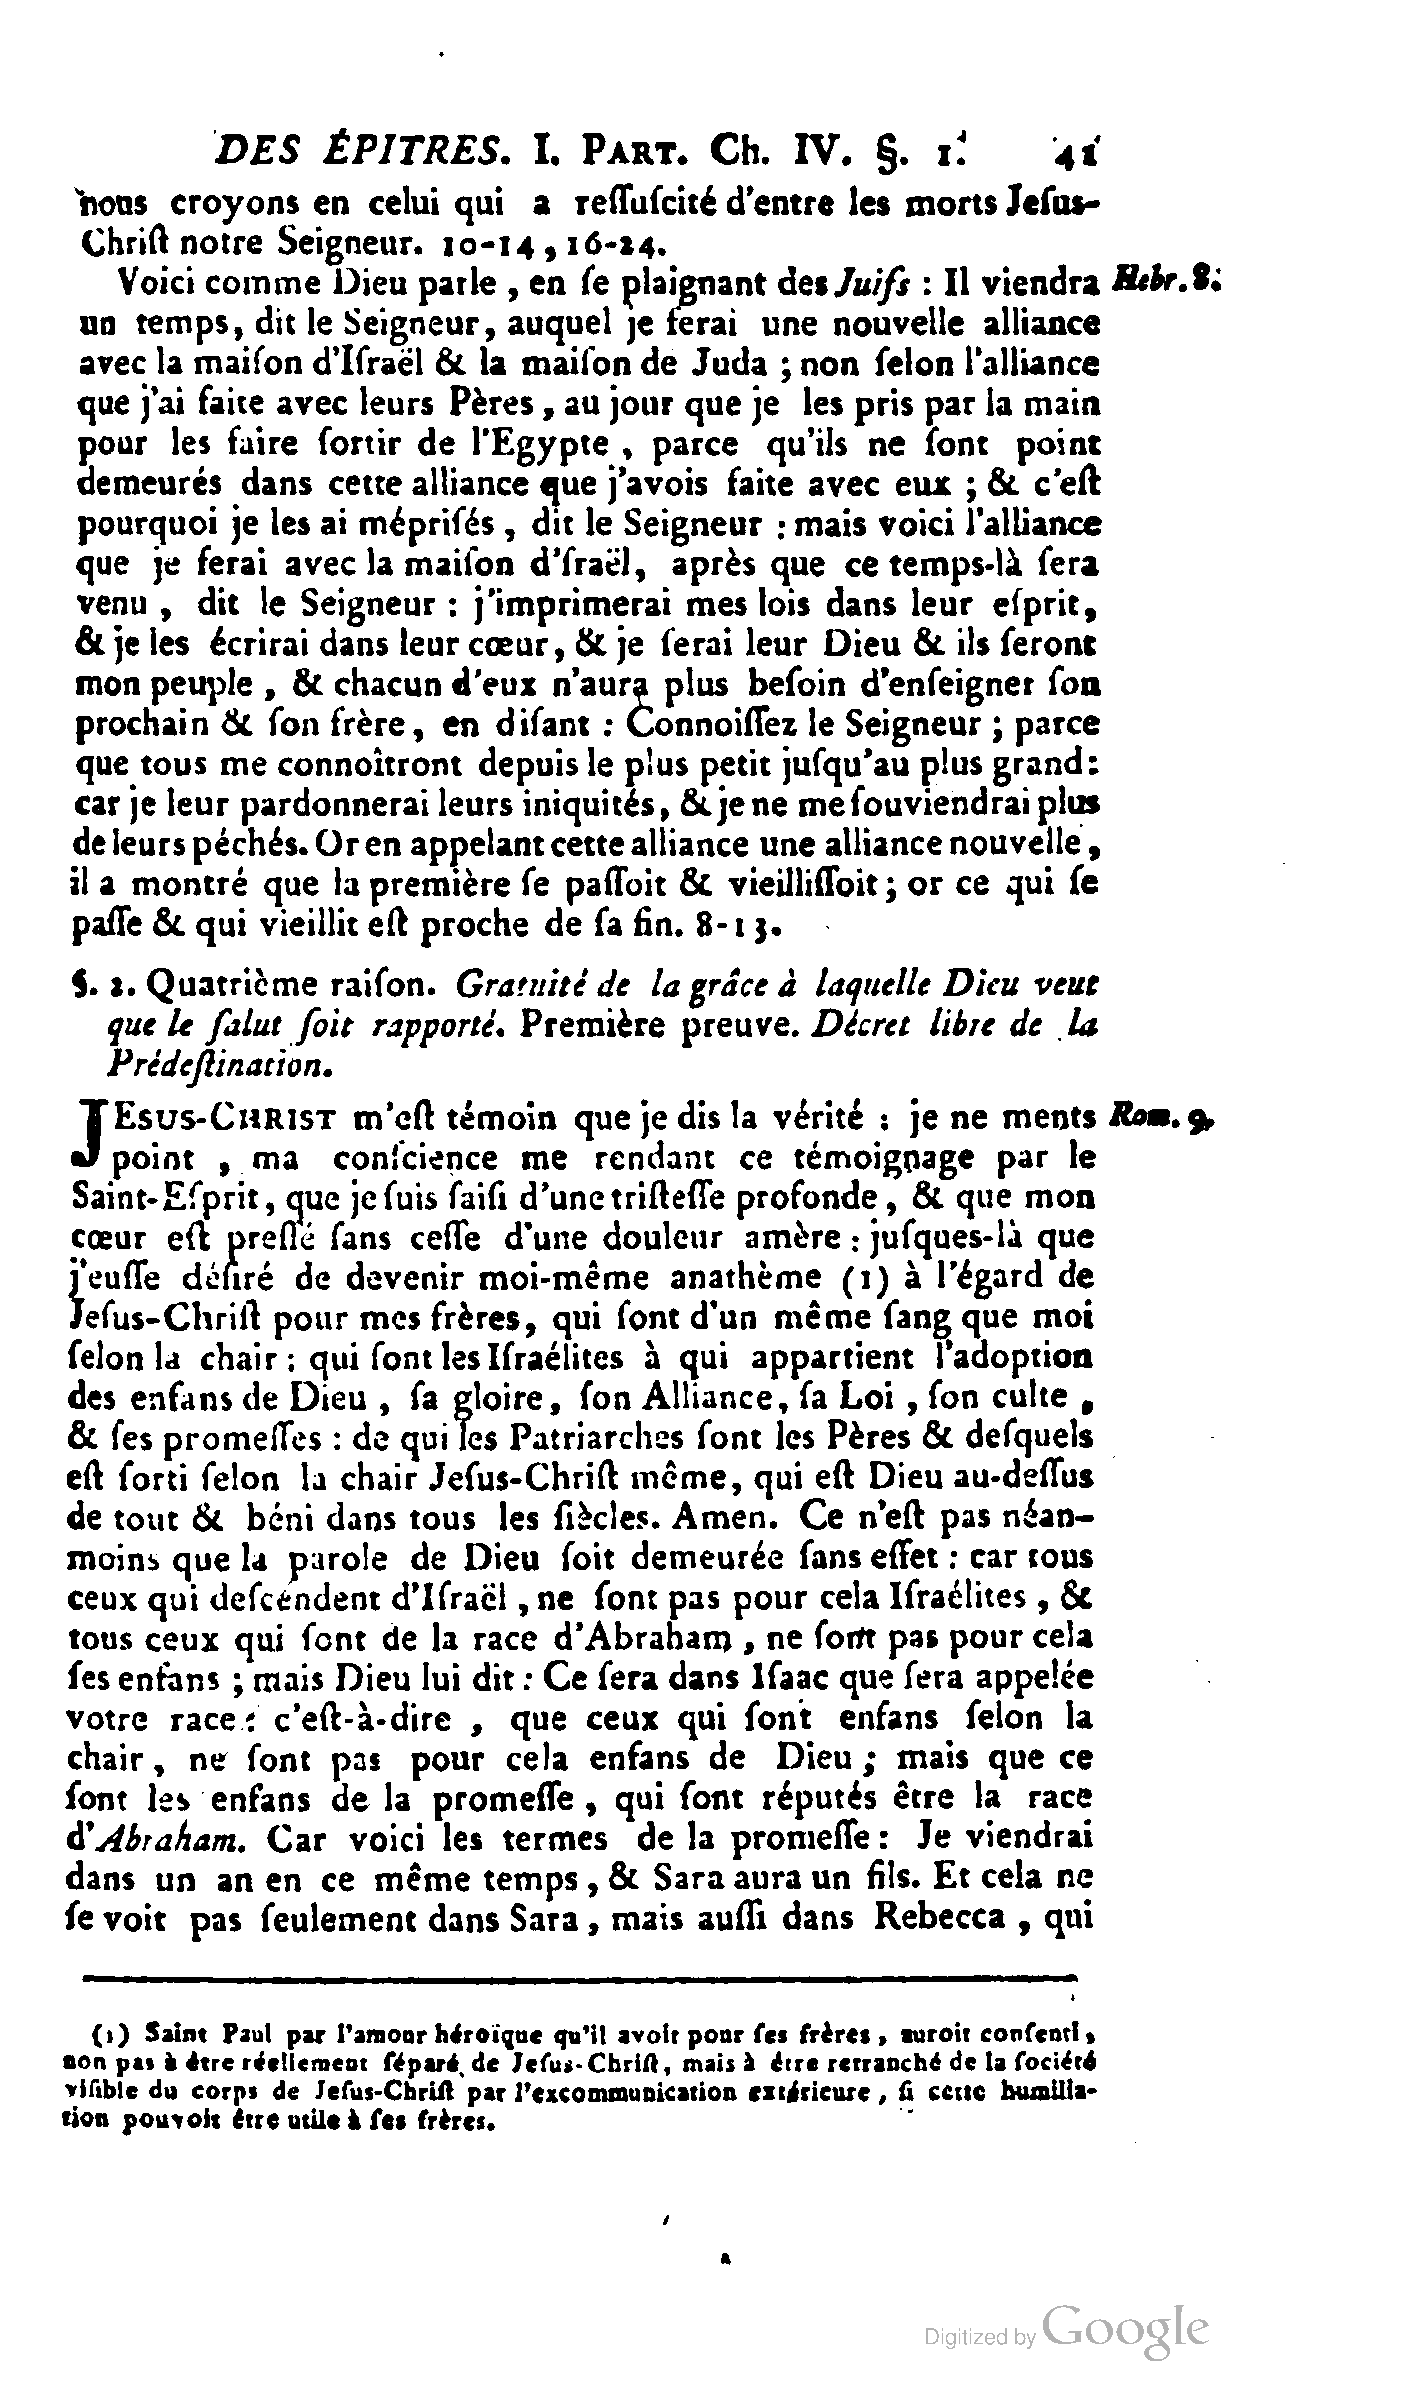 DES ÉPITRES. I. PART. Ch. IV. §. 1. 41
nous croyons en celui qui a reſſuſcité d'entre les morts Jeſus-
Chriſt notre Seigneur. 10-14, 16-24.
Voici comme Dieu parle, en ſe plaignant des Juifs : Il viendra Hebr. 8.
un temps, dit le Seigneur, auquel je ferai une nouvelle alliance
avec la maiſon d'Iſraël & la maiſon de Juda ; non ſelon l'alliance
que j'ai faite avec leurs Pères, au jour que je les pris par la main
pour les faire ſortir de l'Egypte, parce qu'ils ne ſont point
demeurés dans cette alliance que j'avois faite avec eux ; & c'eſt
pourquoi je les ai mépriſés, dit le Seigneur : mais voici l'alliance
que je ferai avec la maiſon d'ſraël, après que ce temps-là ſera
venu, dit le Seigneur : j'imprimerai mes lois dans leur eſprit,
& je les écrirai dans leur cœur, & je ſerai leur Dieu & ils ſeront
mon peuple, & chacun d'eux n'aura plus beſoin d'enſeigner ſon
prochain & ſon frère, en diſant : Connoiſſez le Seigneur ; parce
que tous me connoîtront depuis le plus petit juſqu'au plus grand :
car je leur pardonnerai leurs iniquités, & je ne me ſouviendrai plus
de leurs péchés. Or en appelant cette alliance une alliance nouvelle,
il a montré que la première ſe paſſoit & vieilliſſoit ; or ce qui ſe
paſſe & qui vieillit eſt proche de ſa fin. 8-13.
§. 2. Quatrième raiſon. Gratuité de la grâce à laquelle Dieu veut
que le ſalut ſoit rapporté. Première preuve. Décret libre de la
Prédeſtination.
JESUS-CHRIST m'eſt témoin que je dis la vérité : je ne ments Rom. 9.
point, ma conſcience me rendant ce témoignage par le
Saint-Eſprit, que je ſuis ſaiſi d'une triſteſſe profonde, & que mon
cœur eſt preſſé ſans ceſſe d'une douleur amère : juſques-là que
j'euſſe déſiré de devenir moi-même anathème (1) à l'égard de
Jeſus-Chriſt pour mes frères, qui ſont d'un même ſang que moi
ſelon la chair ; qui ſont les Iſraélites à qui appartient l'adoption
des enfans de Dieu, ſa gloire, ſon Alliance, ſa Loi, ſon culte,
& ſes promeſſes : de qui les Patriarches ſont les Pères & deſquels
eſt ſorti ſelon la chair Jeſus-Chriſt même, qui eſt Dieu au-deſſus
de tout & béni dans tous les ſiècles. Amen. Ce n'eſt pas néan-
moins que la parole de Dieu ſoit demeurée ſans effet : car tous
ceux qui deſcendent d'Iſraël, ne ſont pas pour cela Iſraélites, &
tous ceux qui ſont de la race d'Abraham, ne ſont pas pour cela
ſes enfans ; mais Dieu lui dit : Ce ſera dans Iſaac que ſera appelée
votre race : c'eſt-à-dire, que ceux qui ſont enfans ſelon la
chair, ne ſont pas pour cela enfans de Dieu ; mais que ce
ſont les enfans de la promeſſe, qui ſont réputés être la race
d'Abraham. Car voici les termes de la promeſſe : Je viendrai
dans un an en ce même temps, & Sara aura un fils. Et cela ne
ſe voit pas ſeulement dans Sara, mais auſſi dans Rebecca, qui
(1) Saint Paul par l'amour héroïque qu'il avoit pour ſes frères, auroit conſenti,
non pas à être réellement ſéparé de Jeſus-Chriſt, mais à être retranché de la ſociété
viſible du corps de Jeſus-Chriſt par l'excommunication extérieure, ſi cette humilia-
tion pouvoit être utile à ſes frères.
Digitized by Google